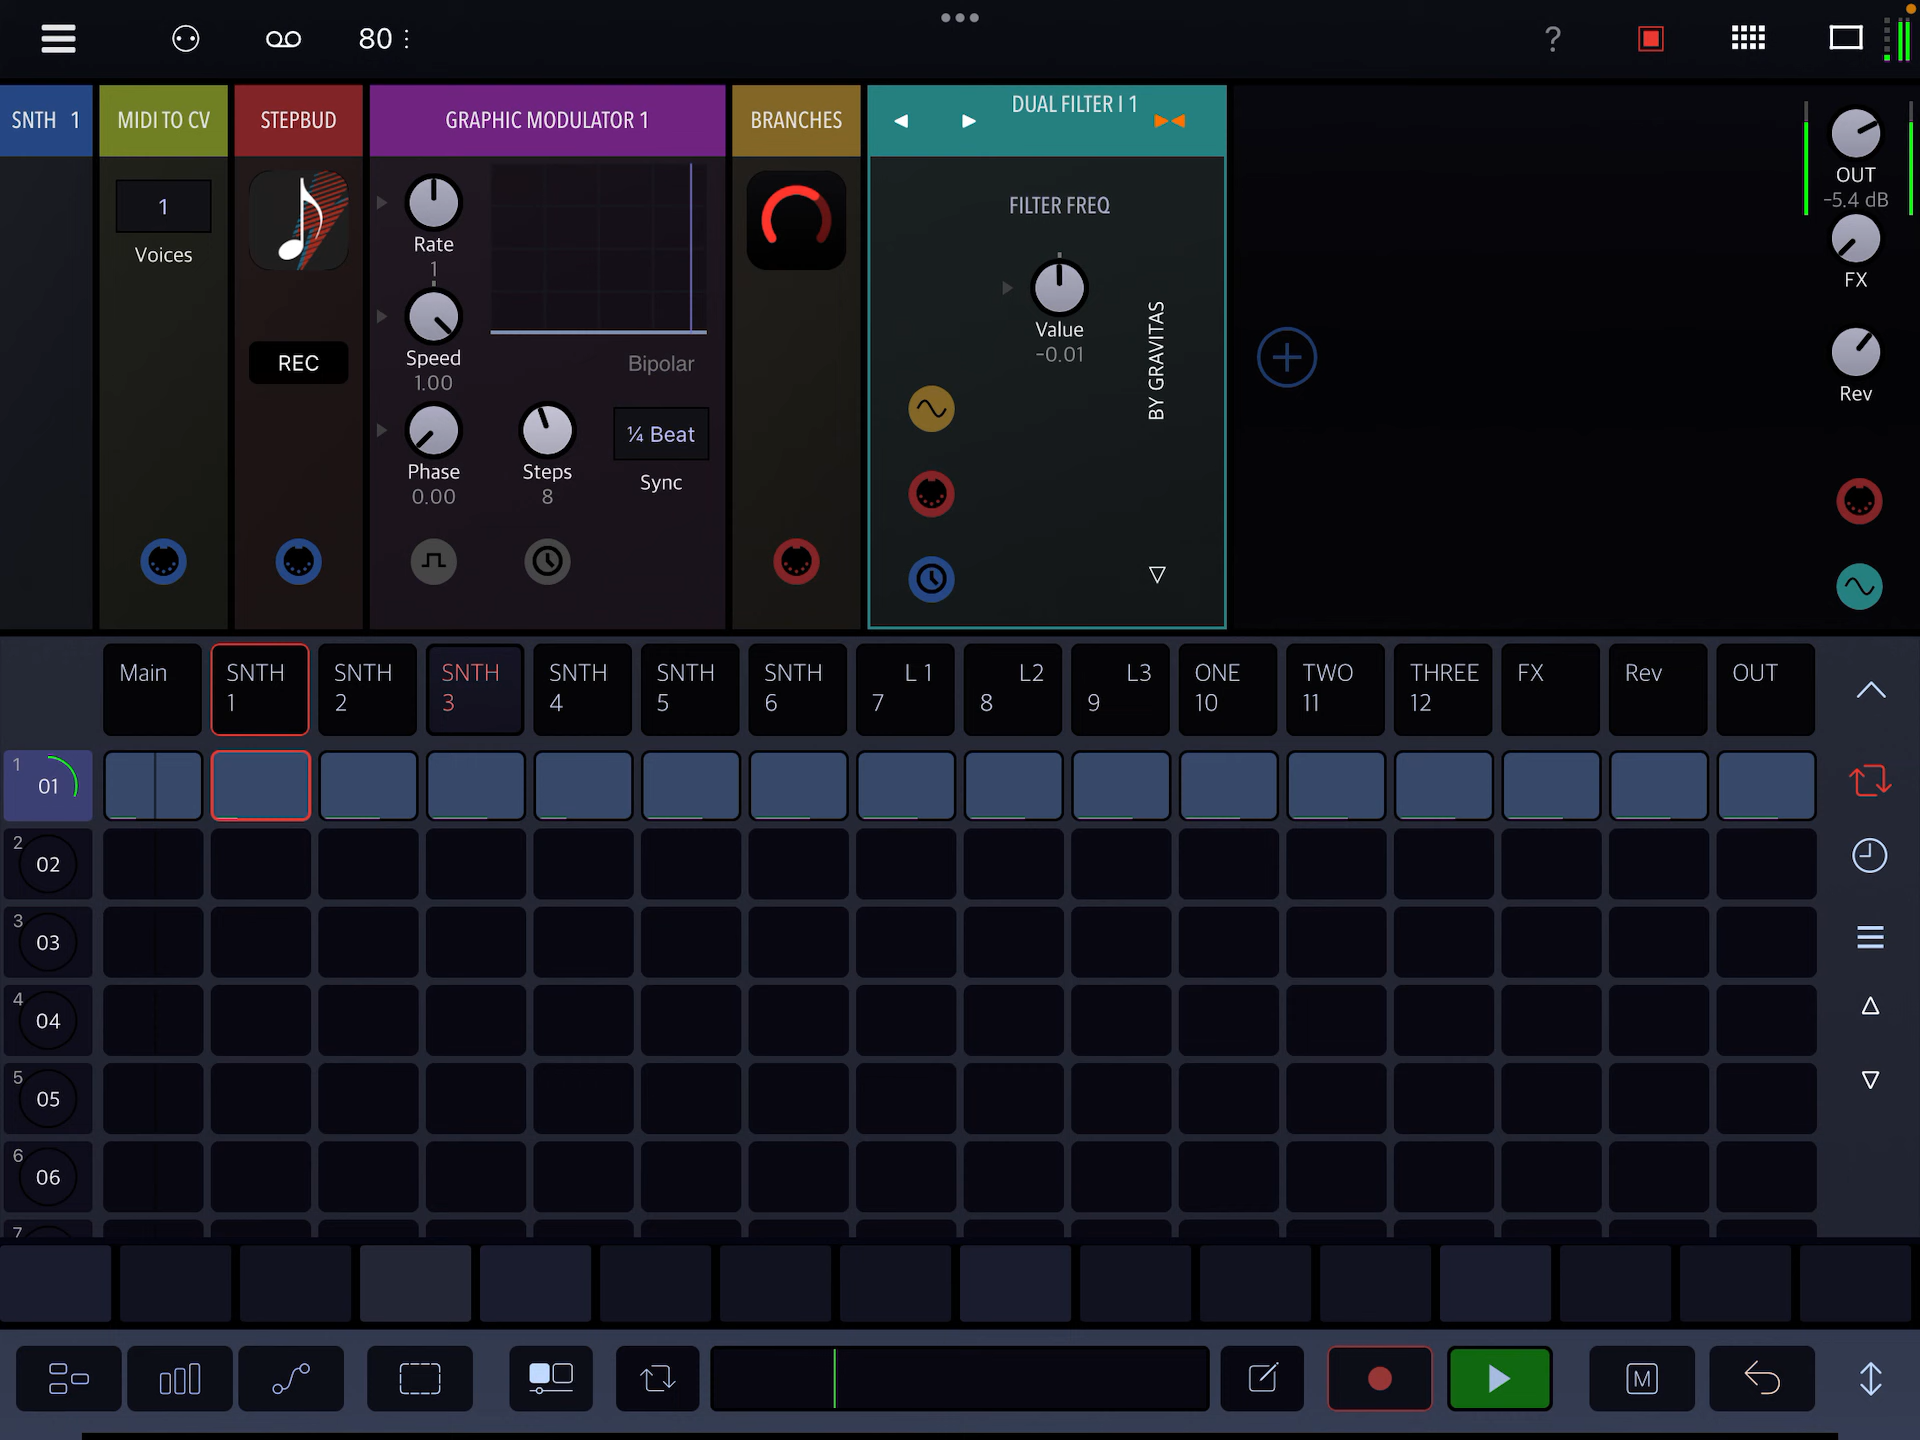 80
?
SNTH 1
MIDI TO CV
STEPBUD
GRAPHIC MODULATOR 1
BRANCHES
DUAL FILTER I 1
1
Voices
REC
Rate
1
Speed
1.00
Bipolar
Phase
0.00
Steps
8
¼ Beat
Sync
FILTER FREQ
Value
-0.01
BY GRAVITAS
OUT
-5.4 dB
FX
Rev
Main
SNTH
1
SNTH
2
SNTH
3
SNTH
4
SNTH
5
SNTH
6
L 1
7
L2
8
L3
9
ONE
10
TWO
11
THREE
12
FX
Rev
OUT
1
01
2
02
3
03
4
04
5
05
6
06
7
M